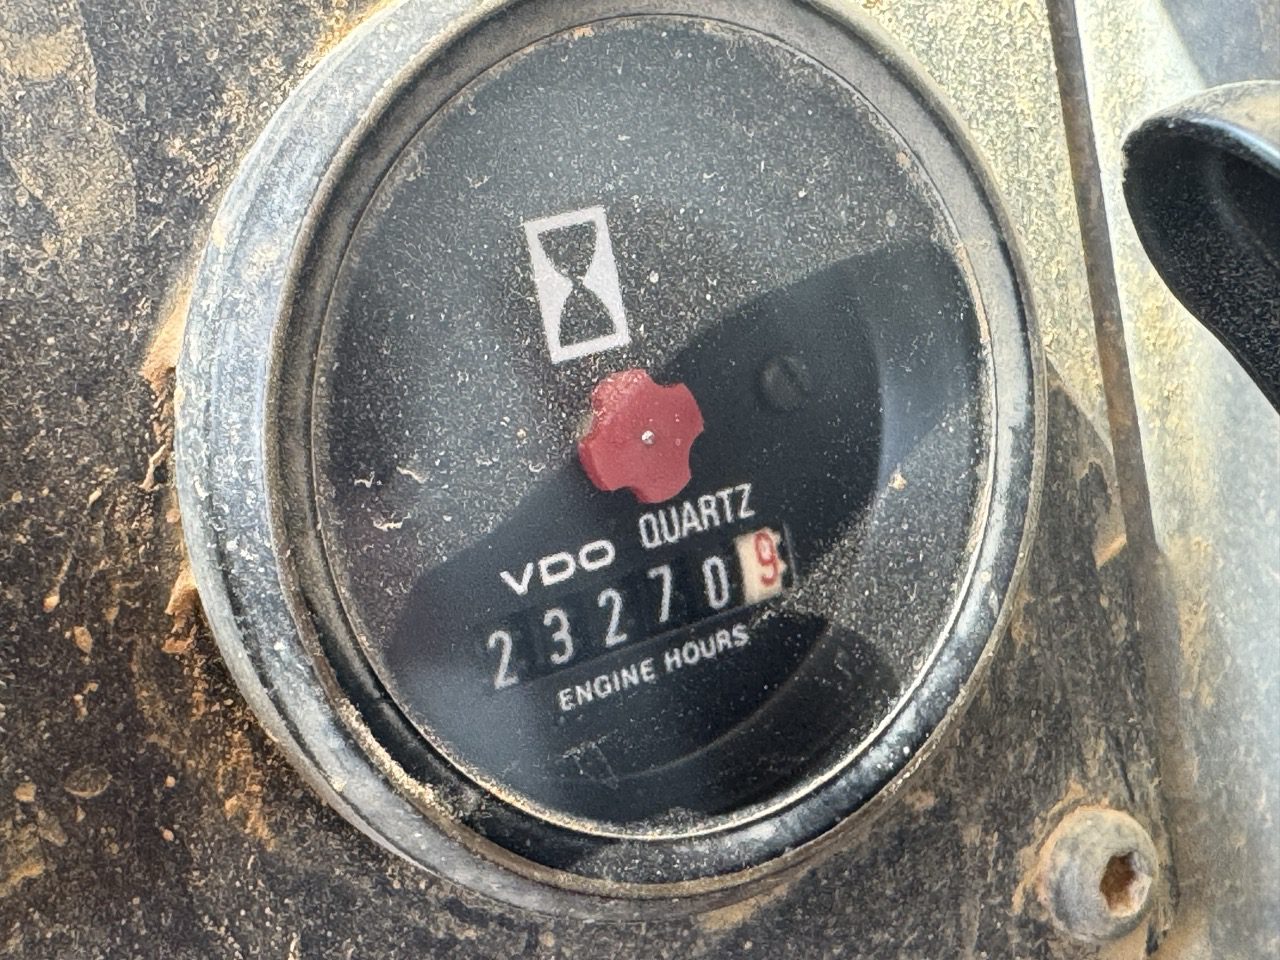 VDO QUARTZ
232709
ENGINE HOURS